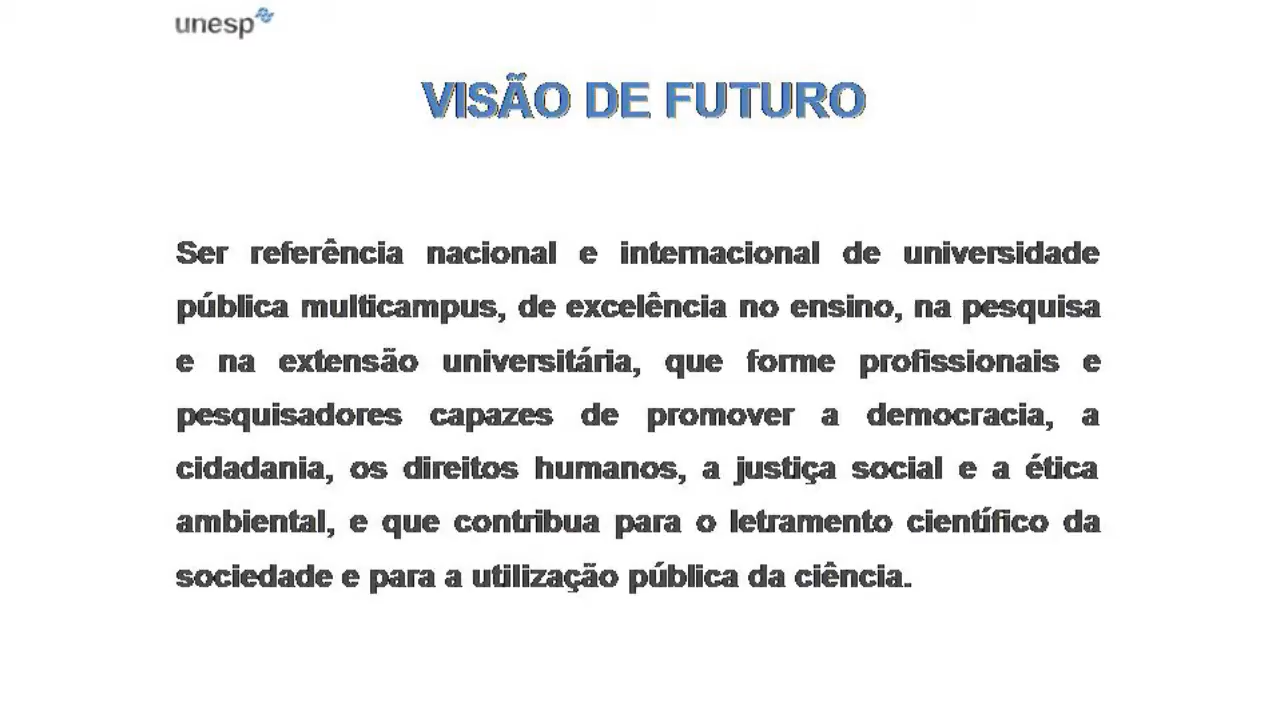 unesp
VISÃO DE FUTURO
Ser referência nacional e internacional de universidade
pública multicampus, de excelência no ensino, na pesquisa
e na extensão universitária, que forme profissionais e
pesquisadores capazes de promover a democracia, a
cidadania, os direitos humanos, a justiça social e a ética
ambiental, e que contribua para o letramento científico da
sociedade e para a utilização pública da ciência.